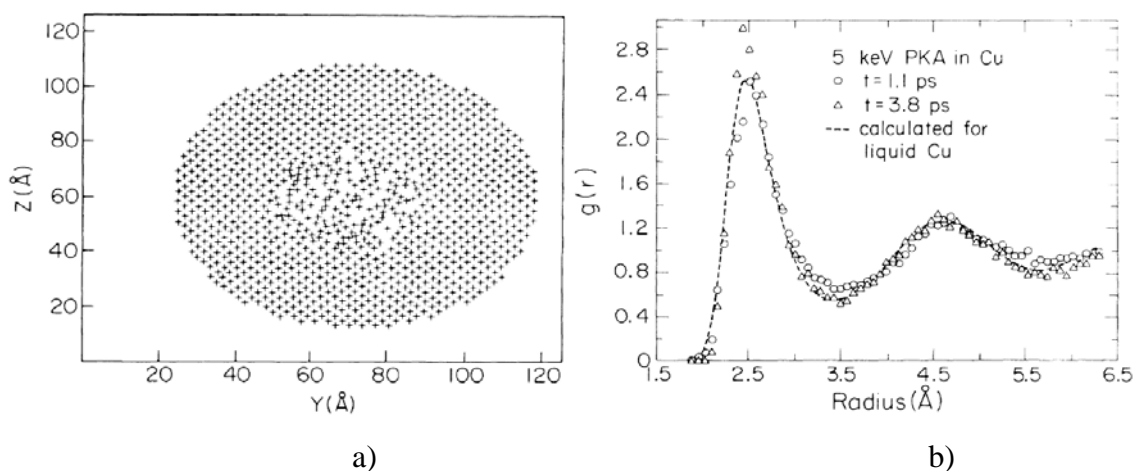 120
100
80
60
40
20
Z(Å)
20 40 60 80 100 120
Y(Å)
a)
2.8
2.4
2.0
1.6
1.2
0.8
0.4
0
g(r)
5 keV PKA in Cu
t=1.1 ps
t=3.8 ps
calculated for
liquid Cu
1.5 2.5 3.5 4.5 5.5 6.5
Radius(Å)
b)